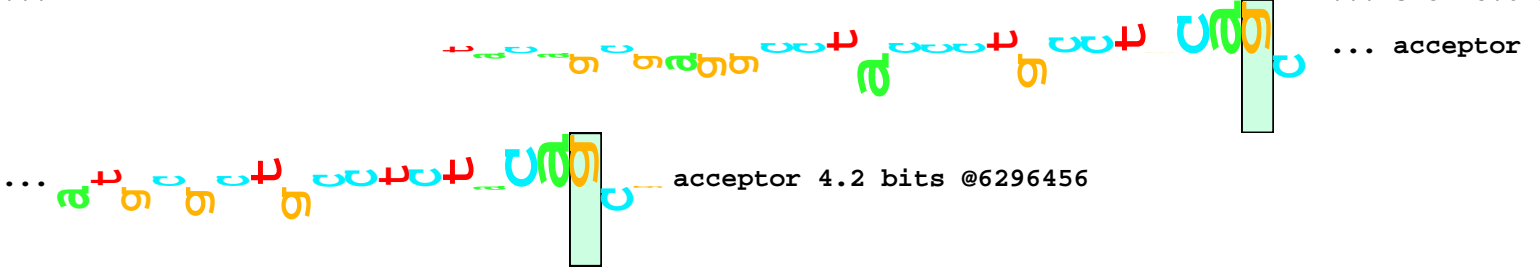 t a c a g c g a g g c c t a c c c t g c c t c a g c ... acceptor
... a t g c g c t g c c t c t a c a g c acceptor 4.2 bits @6296456